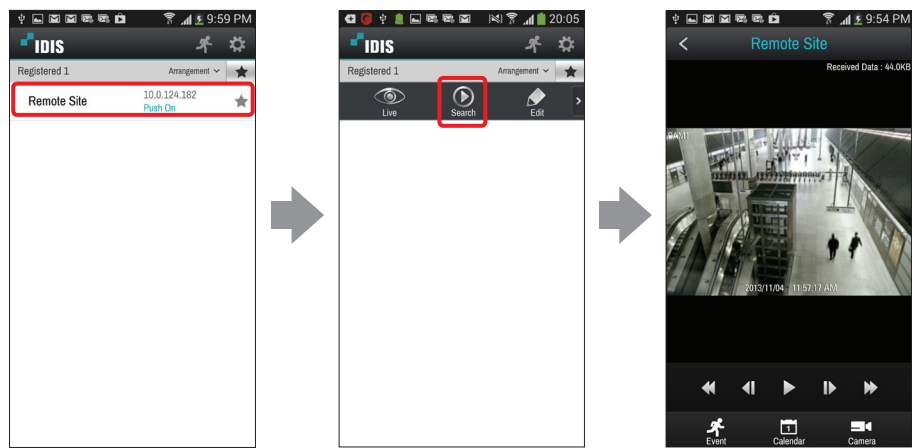 9:59 PM
IDIS
Registered 1
Arrangement
Remote Site
10.0.124.182
Push On
20:05
IDIS
Registered 1
Arrangement
Live
Search
Edit
9:54 PM
Remote Site
Received Data : 44.0KB
CAM1
2013/11/04 11:57:17 AM
Event
1
Calendar
Camera